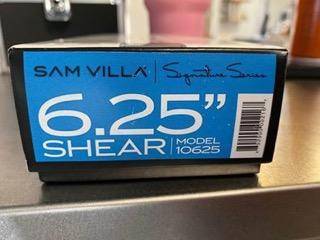 SAM VILLA | Signature Series
6.25”
SHEAR | MODEL
10625